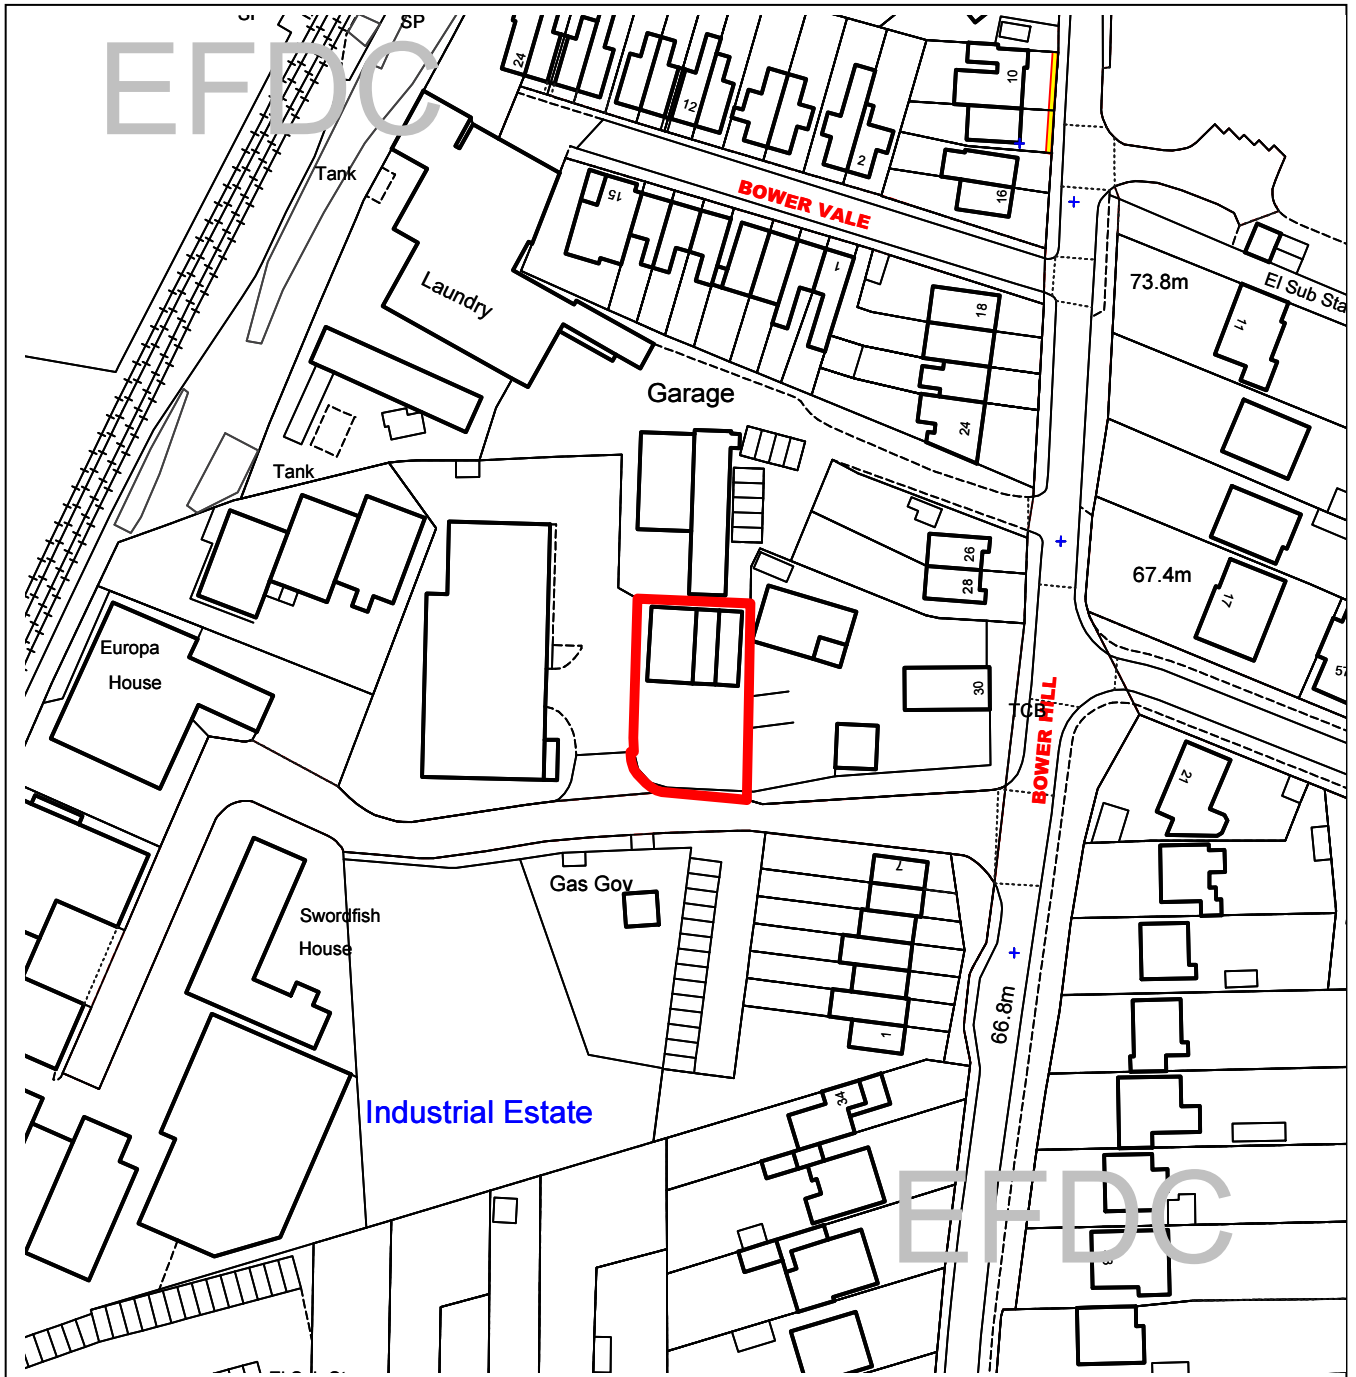 SP
EFDC
24
12
2
10
16
Tank
15
BOWER VALE
1
73.8m
El Sub Sta
11
Laundry
18
Garage
24
Tank
26
28
67.4m
17
57
Europa
House
30
TCB
BOWER HILL
21
Gas Gov
7
Swordfish
House
66.8m
1
Industrial Estate
34
EFDC